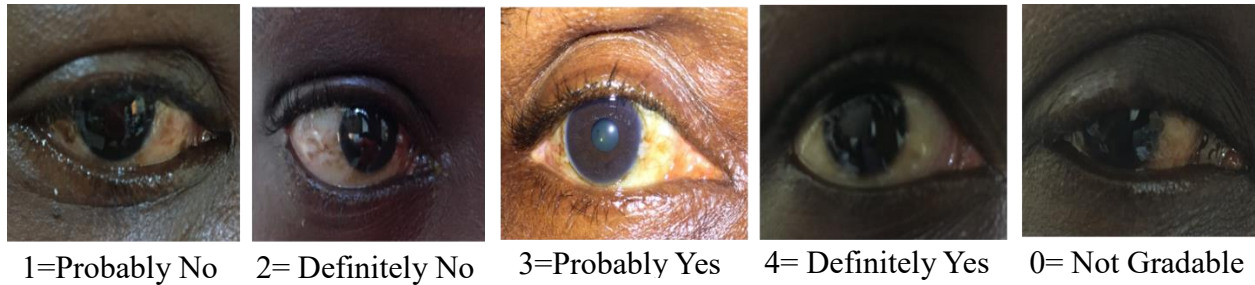 1=Probably No
2= Definitely No
3=Probably Yes
4= Definitely Yes
0= Not Gradable